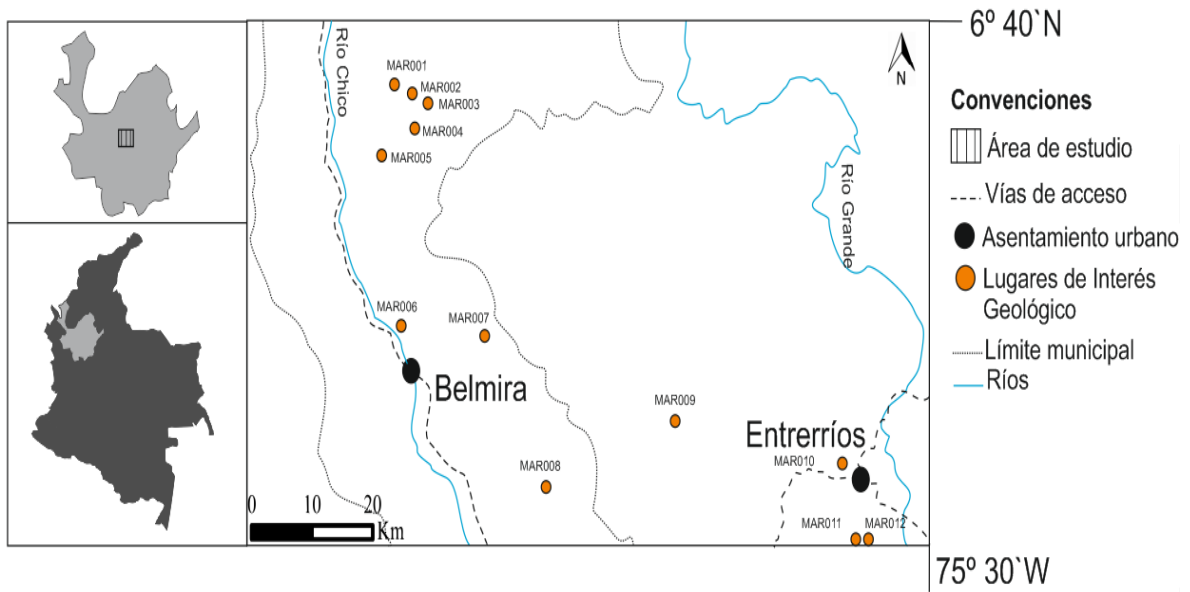 6º 40`N
Río Chico
MAR001
MAR002
MAR003
MAR004
MAR005
N
Río Grande
MAR006
MAR007
Belmira
MAR009
Entrerríos
MAR010
MAR008
MAR011
MAR012
0 10 20
Km
75º 30`W
Convenciones
Área de estudio
Vías de acceso
Asentamiento urbano
Lugares de Interés
Geológico
Límite municipal
Ríos